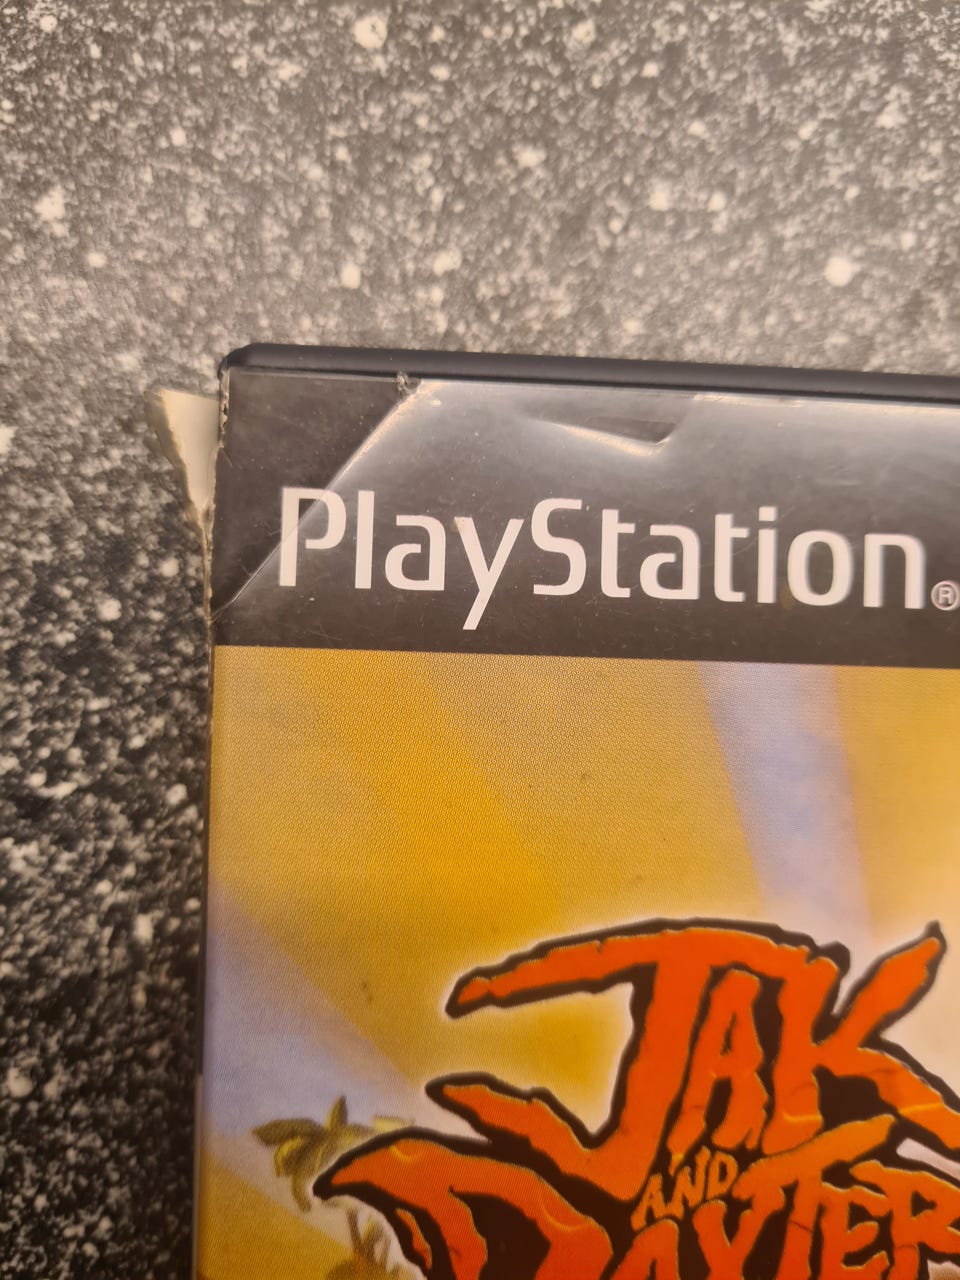 PlayStation®
JAK
AND
DAXTER